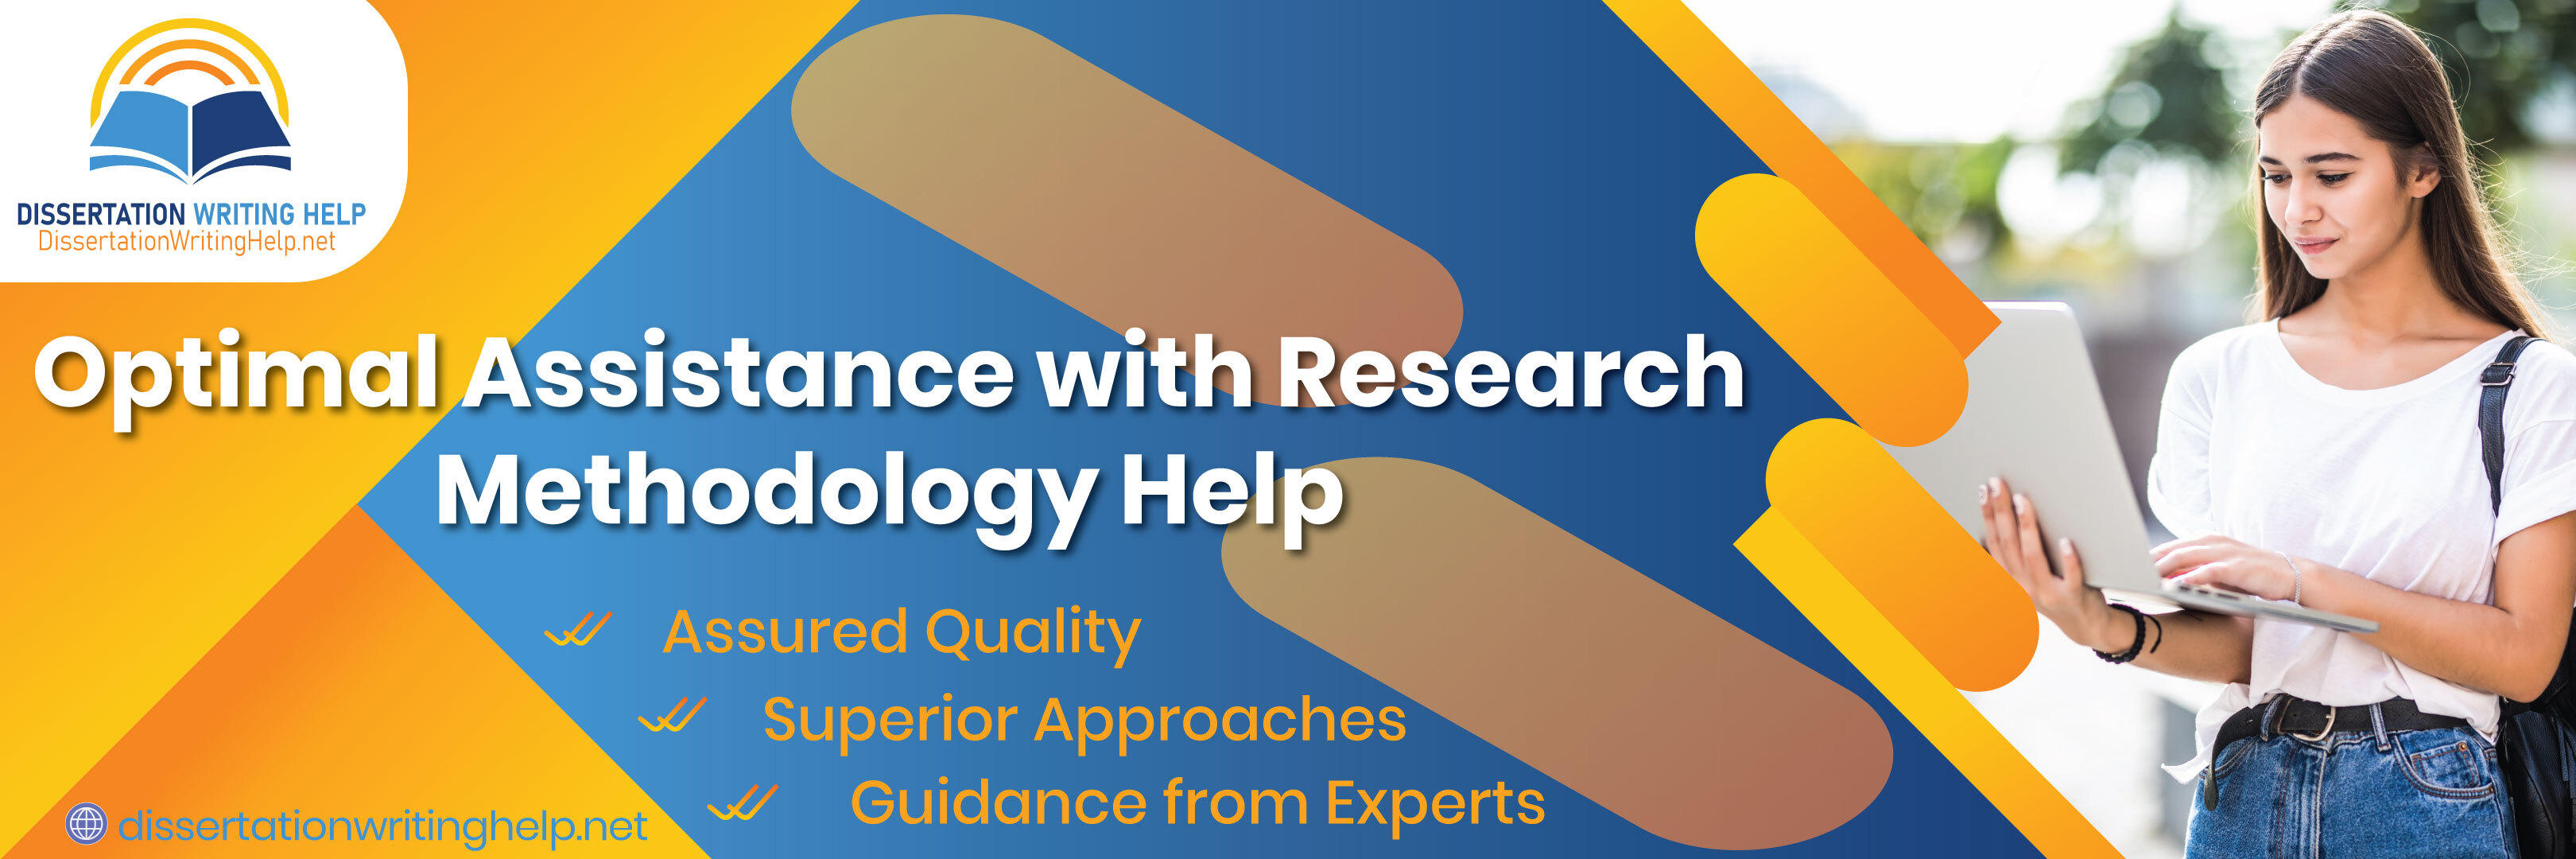 DISSERTATION WRITING HELP
DissertationWritingHelp.net
Optimal Assistance with Research
Methodology Help
Assured Quality
Superior Approaches
Guidance from Experts
dissertationwritinghelp.net